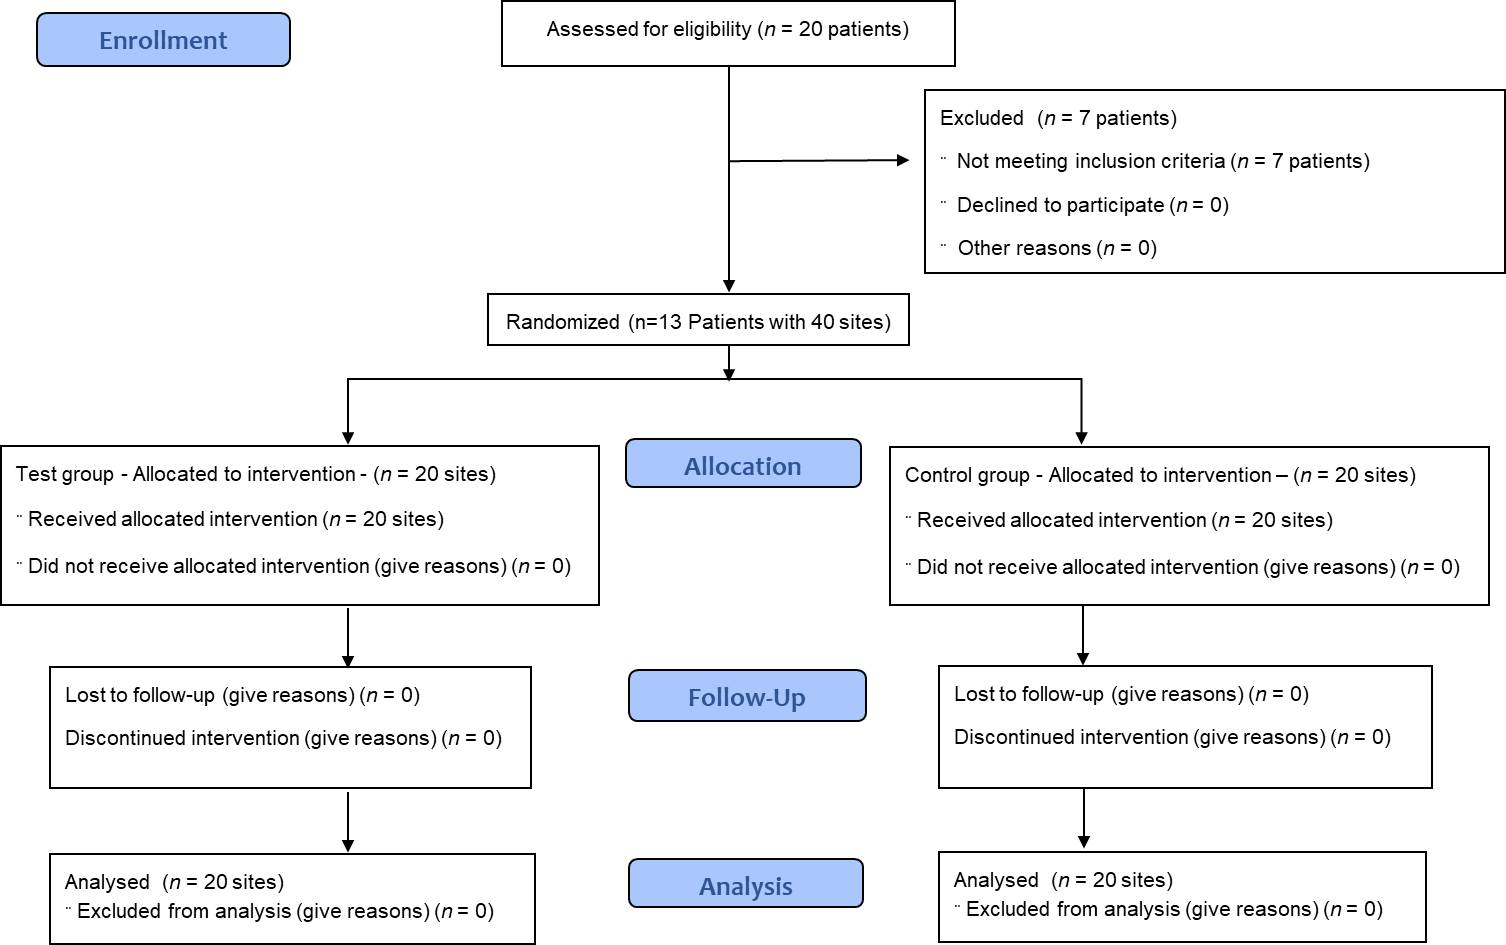 Enrollment
Assessed for eligibility (n = 20 patients)
Excluded (n = 7 patients)
¨ Not meeting inclusion criteria (n = 7 patients)
¨ Declined to participate (n = 0)
¨ Other reasons (n = 0)
Randomized (n=13 Patients with 40 sites)
Allocation
Test group - Allocated to intervention - (n = 20 sites)
¨ Received allocated intervention (n = 20 sites)
¨ Did not receive allocated intervention (give reasons) (n = 0)
Control group - Allocated to intervention – (n = 20 sites)
¨ Received allocated intervention (n = 20 sites)
¨ Did not receive allocated intervention (give reasons) (n = 0)
Follow-Up
Lost to follow-up (give reasons) (n = 0)
Discontinued intervention (give reasons) (n = 0)
Lost to follow-up (give reasons) (n = 0)
Discontinued intervention (give reasons) (n = 0)
Analysis
Analysed (n = 20 sites)
¨ Excluded from analysis (give reasons) (n = 0)
Analysed (n = 20 sites)
¨ Excluded from analysis (give reasons) (n = 0)